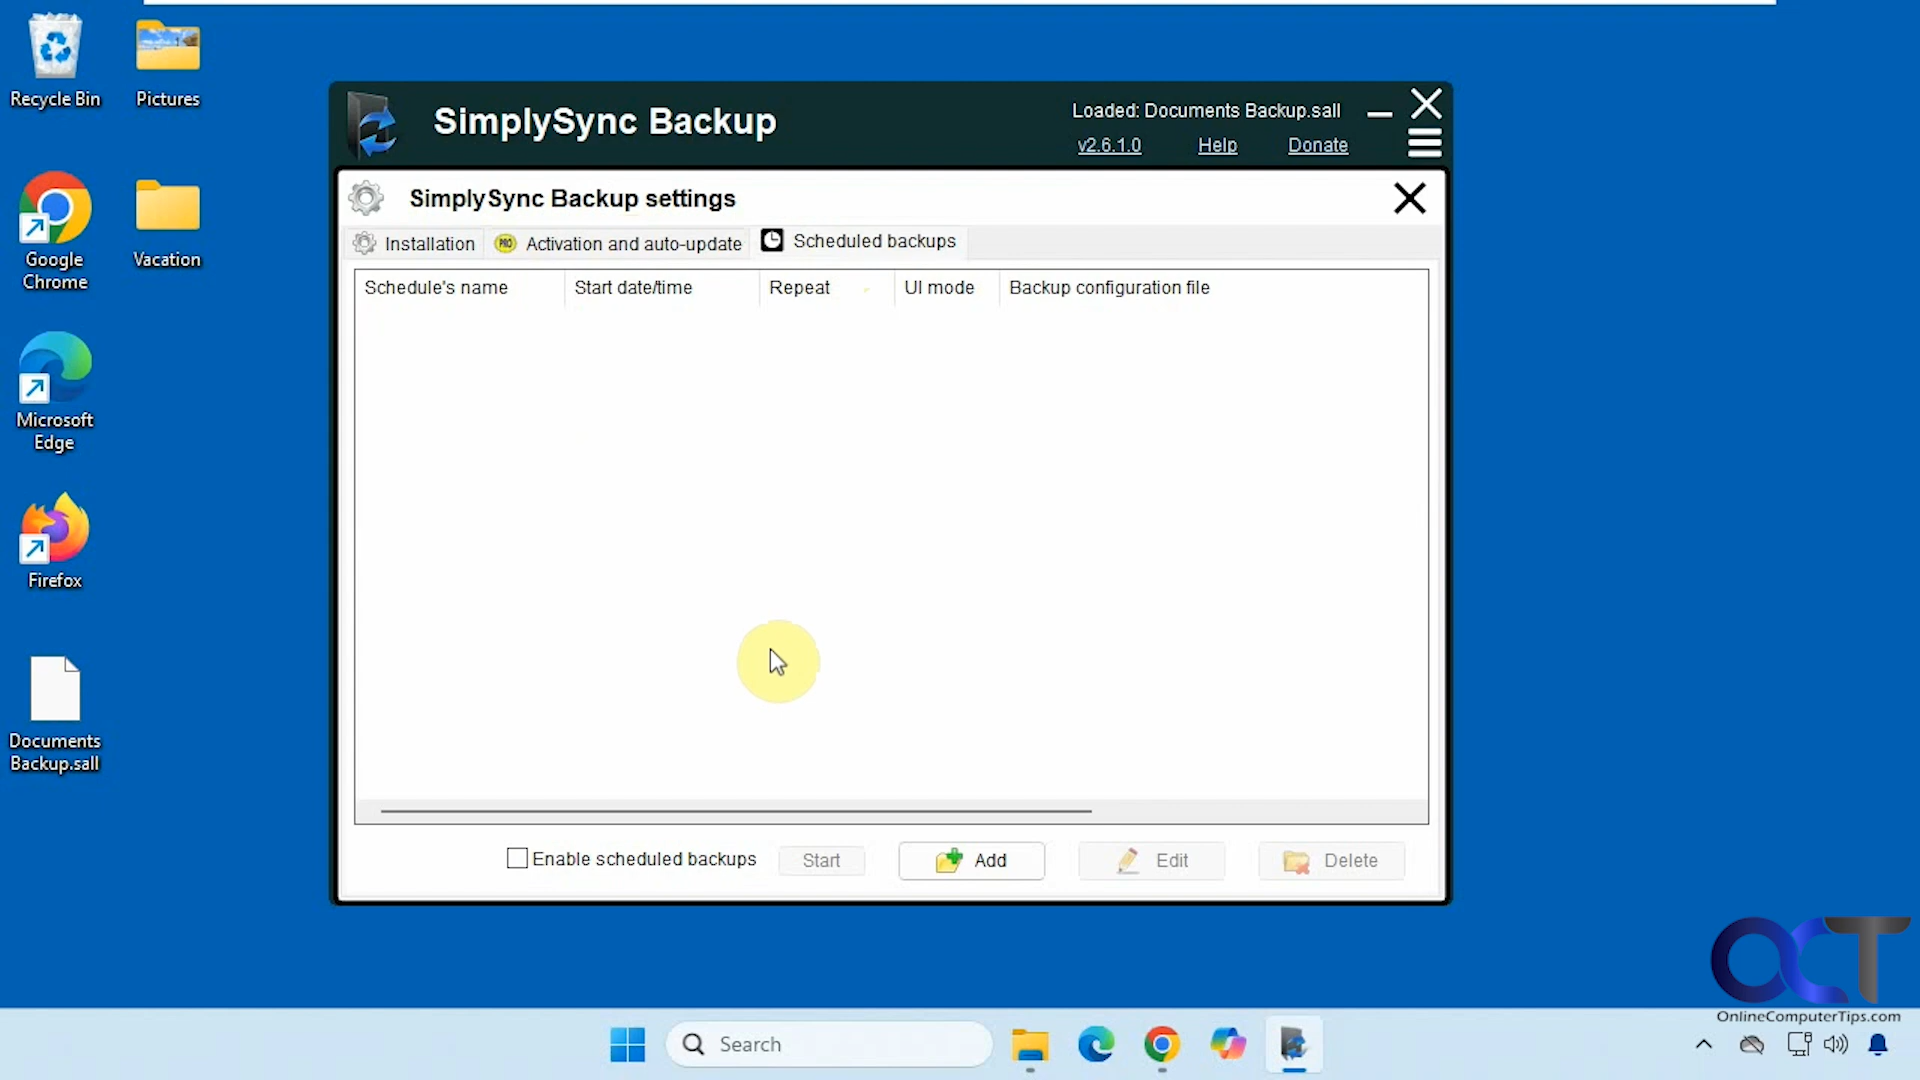 Recycle Bin
Pictures
Google
Chrome
Vacation
Microsoft
Edge
Firefox
Documents
Backup.sall
SimplySync Backup
Loaded: Documents Backup.sall
v2.6.1.0 Help Donate
SimplySync Backup settings
Installation PRO Activation and auto-update Scheduled backups
Schedule's name Start date/time Repeat UI mode Backup configuration file
Enable scheduled backups Start Add Edit Delete
OCT
OnlineComputerTips.com
Search